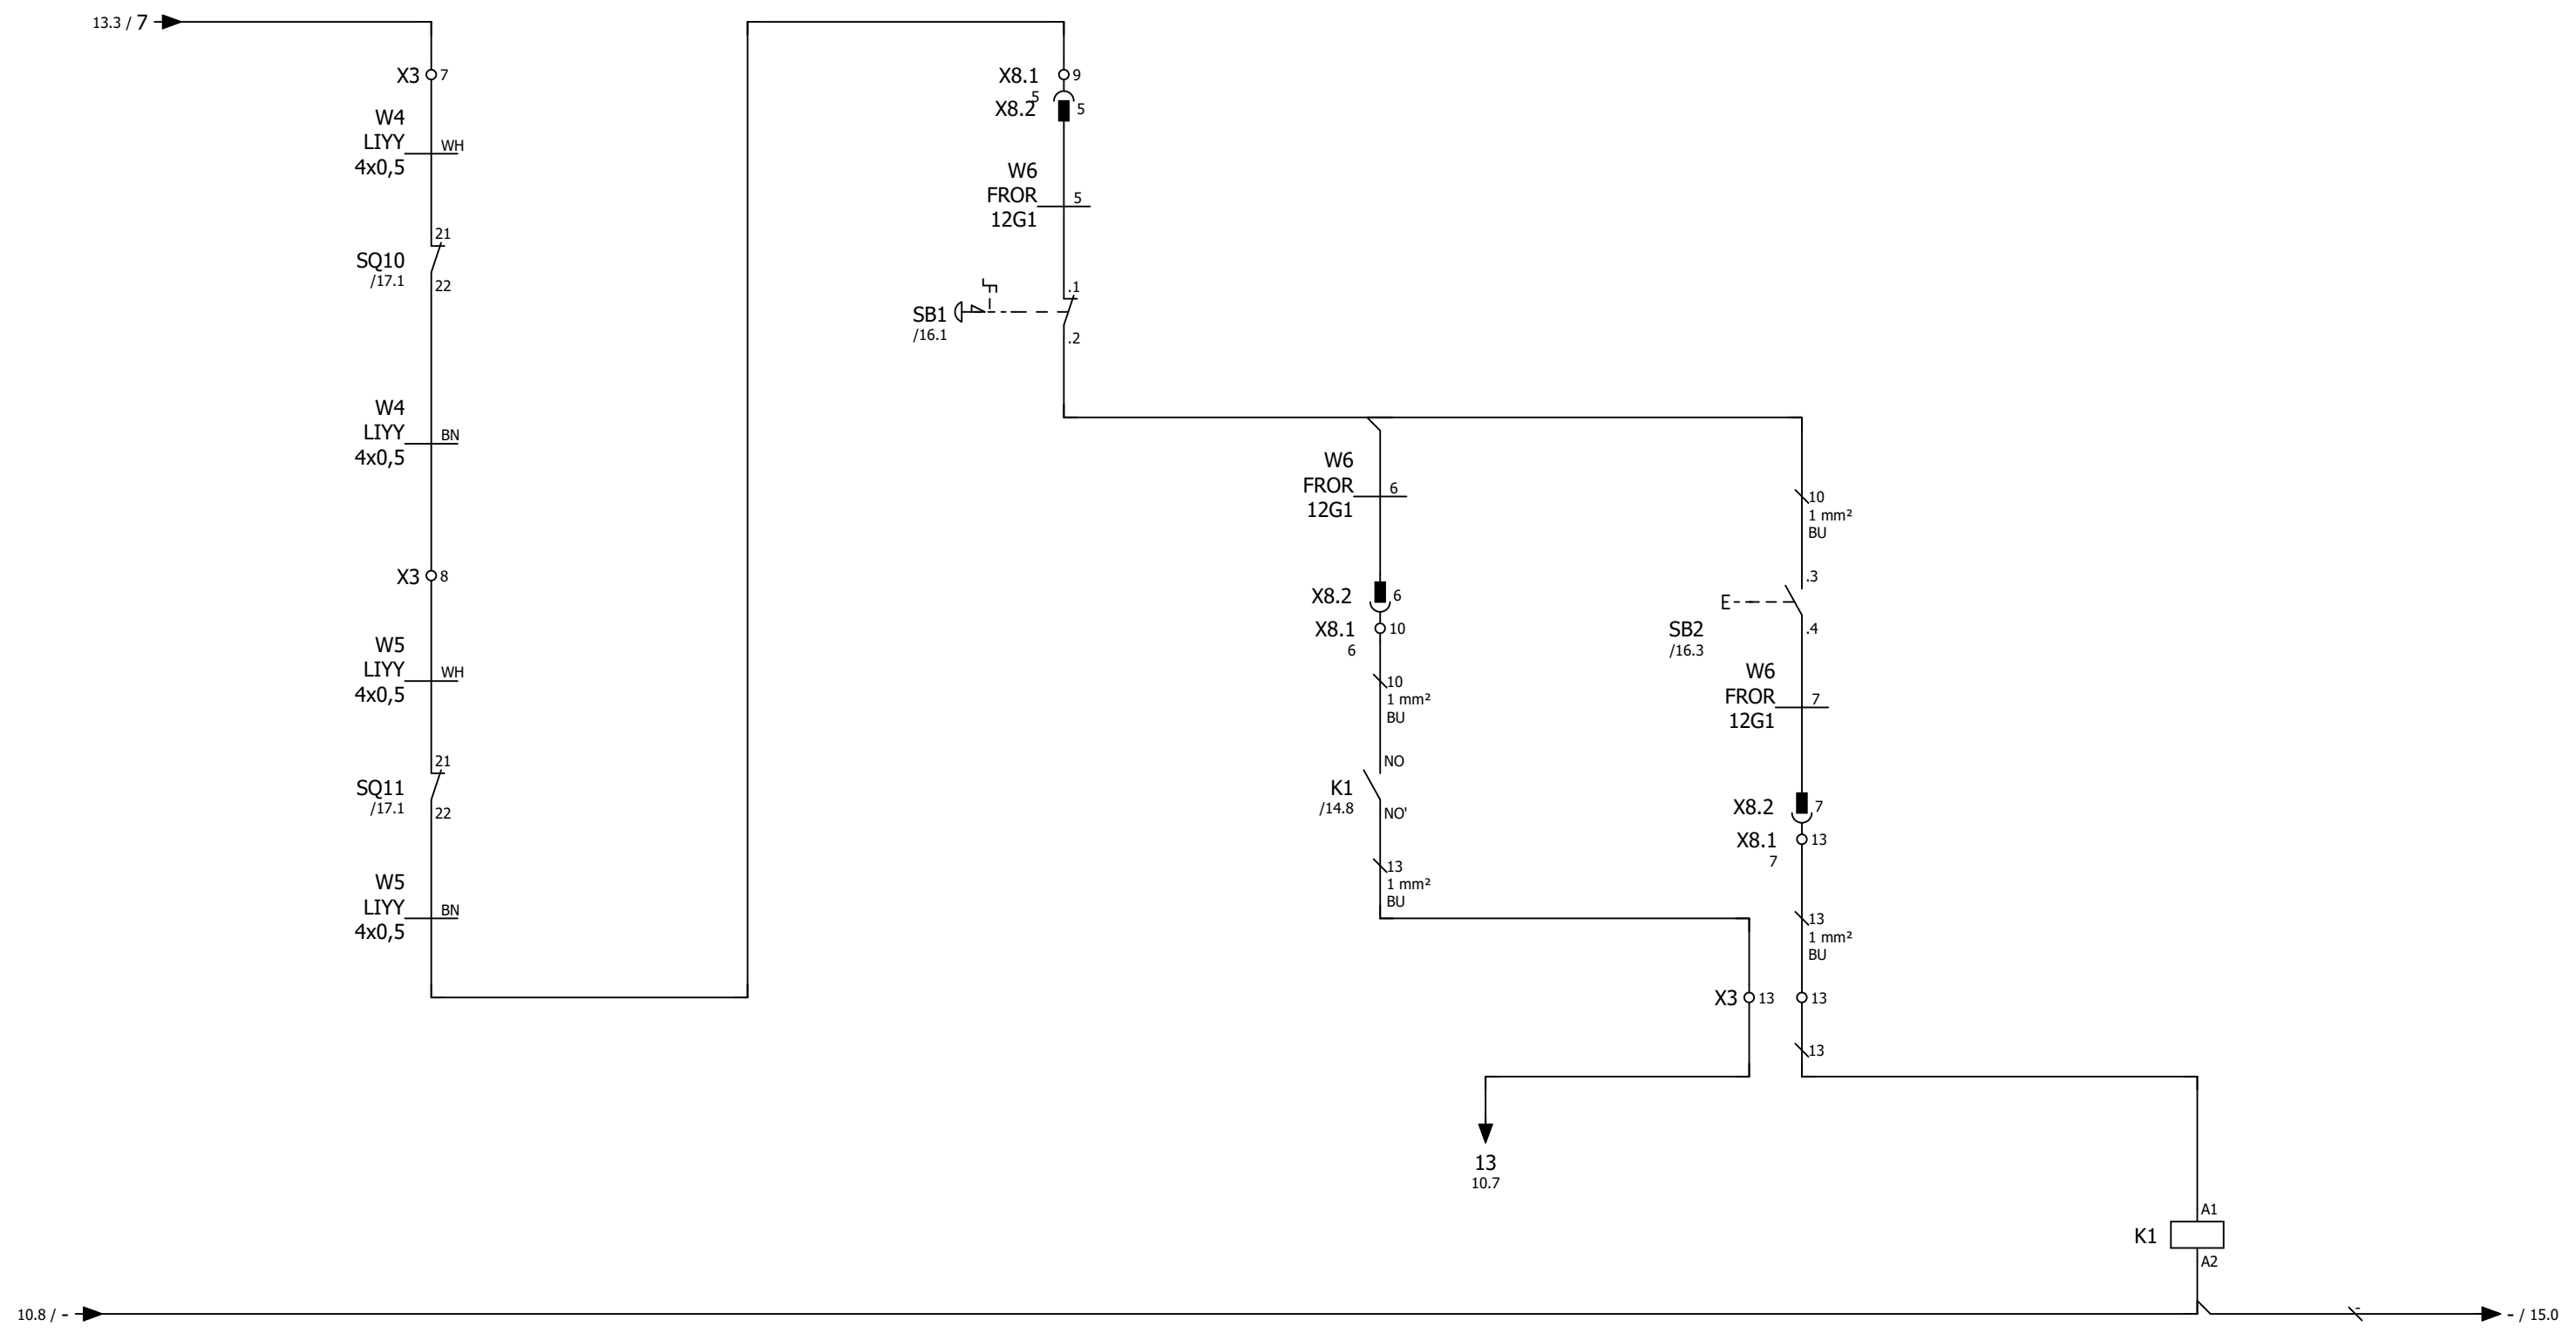 13.3 / 7
X3 7
W4
LIYY
4x0,5
WH
21
SQ10
/17.1
22
W4
LIYY
4x0,5
BN
X3 8
W5
LIYY
4x0,5
WH
21
SQ11
/17.1
22
W5
LIYY
4x0,5
BN
X8.1 9
5
X8.2 5
W6
FROR
12G1
5
.1
SB1
/16.1
.2
W6
FROR
12G1
6
X8.2 6
X8.1 10
6
10
1 mm²
BU
NO
K1
/14.8
NO'
13
1 mm²
BU
10
1 mm²
BU
.3
E
SB2
/16.3
.4
W6
FROR
12G1
7
X8.2 7
X8.1 13
7
13
1 mm²
BU
X3 13 13
13
13
10.7
A1
K1
A2
10.8 / -
-
- / 15.0